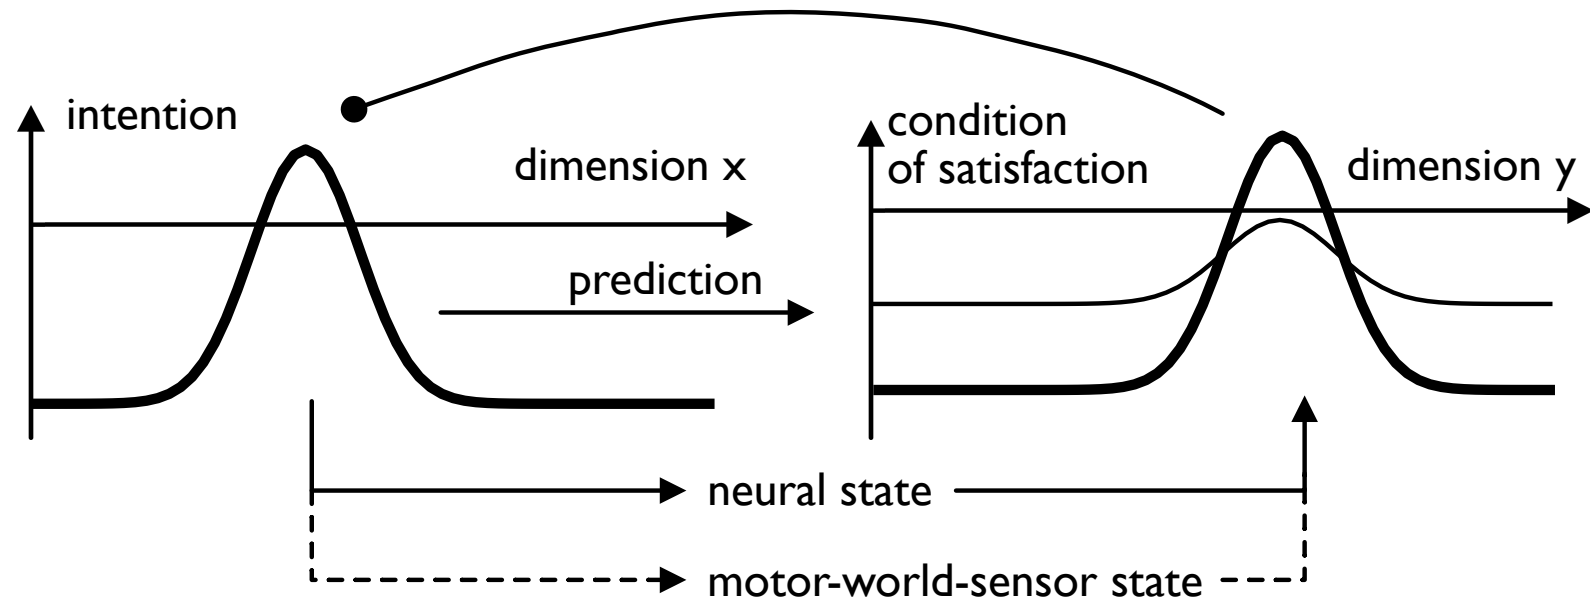 intention
dimension x
prediction
condition
of satisfaction
dimension y
neural state
motor-world-sensor state